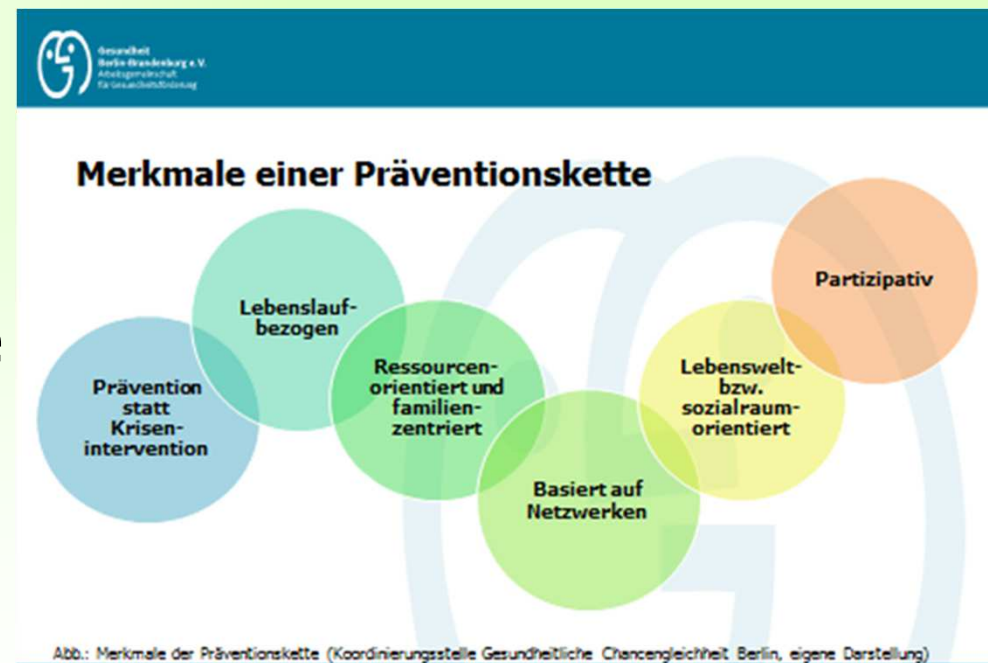 Gesundheit
Berlin-Brandenburg e.V.
Arbeitsgemeinschaft
für Gesundheitsförderung
Merkmale einer Präventionskette
Prävention
statt
Krisen-
intervention
Lebenslauf-
bezogen
Ressourcen-
orientiert und
familien-
zentriert
Basiert auf
Netzwerken
Lebenswelt-
bzw.
sozialraum-
orientiert
Partizipativ
Abb.: Merkmale der Präventionskette (Koordinierungsstelle Gesundheitliche Chancengleichheit Berlin, eigene Darstellung)